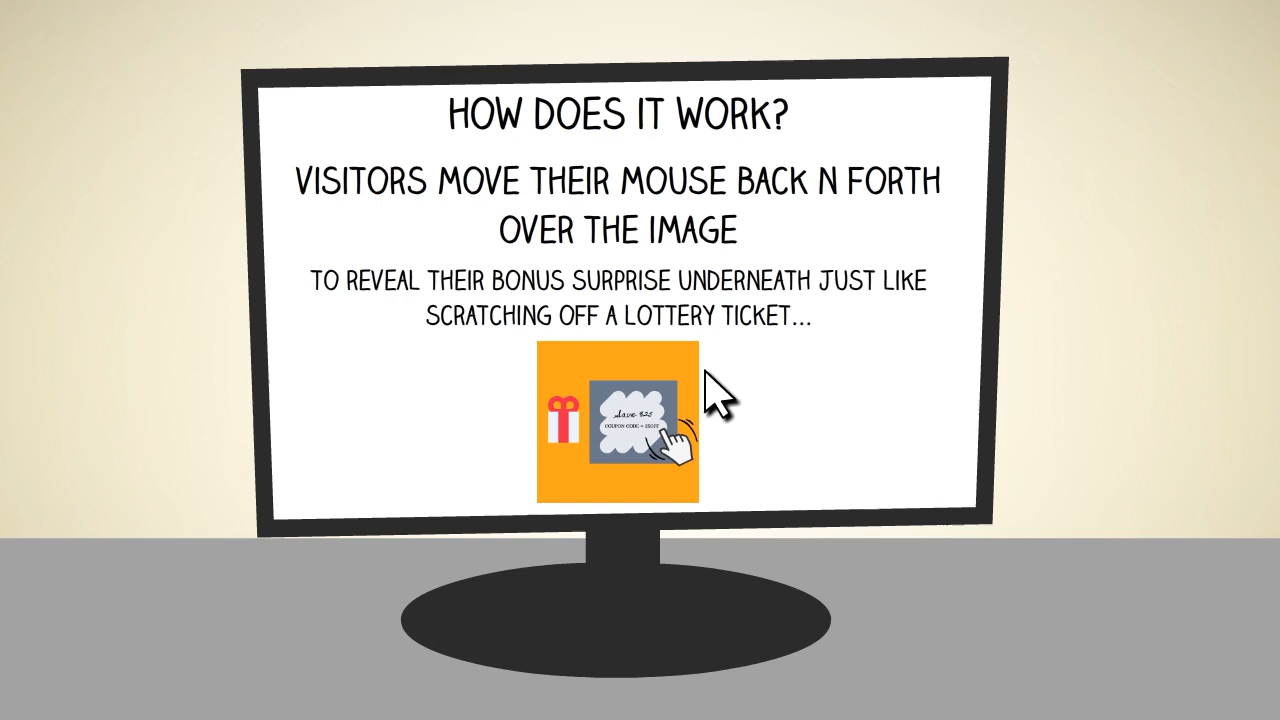 HOW DOES IT WORK?
VISITORS MOVE THEIR MOUSE BACK N FORTH
OVER THE IMAGE
TO REVEAL THEIR BONUS SURPRISE UNDERNEATH JUST LIKE
SCRATCHING OFF A LOTTERY TICKET...
Save $25
COUPON CODE = 25OFF